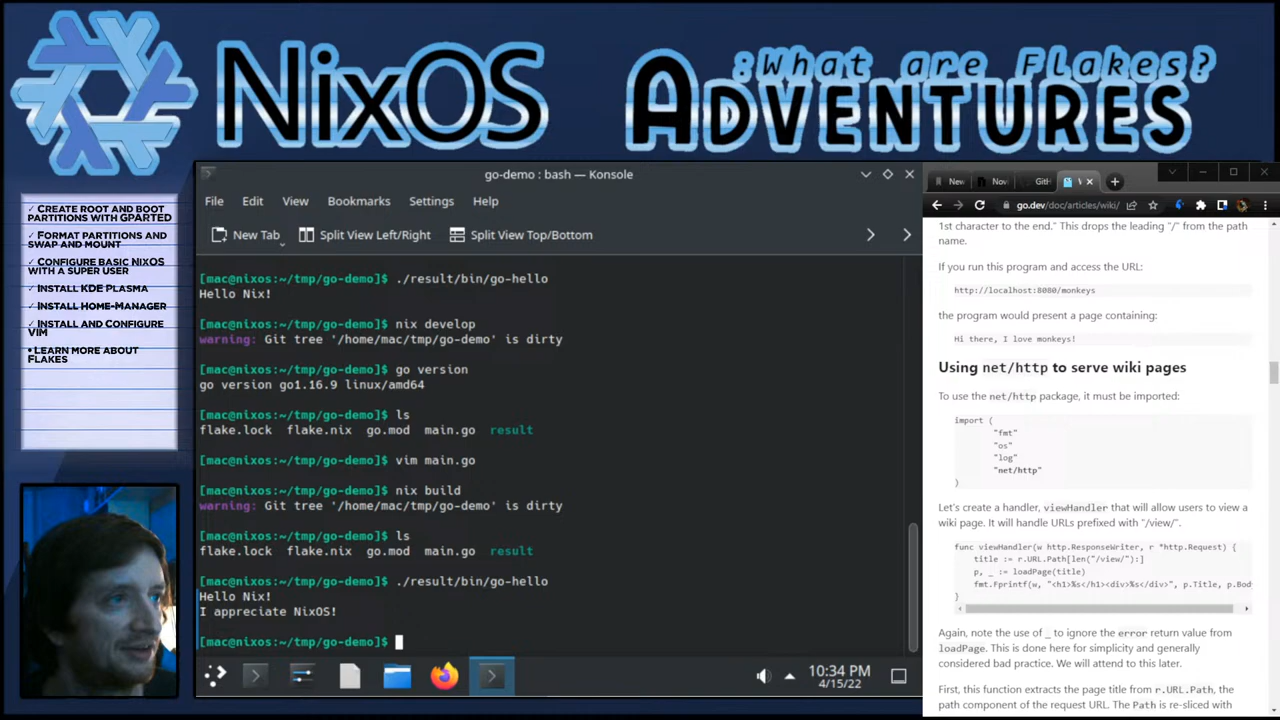 NixOS
:What are Flakes?
ADVENTURES
✓ CREATE ROOT AND BOOT
PARTITIONS WITH GPARTED
✓ FORMAT PARTITIONS AND
SWAP AND MOUNT
✓ CONFIGURE BASIC NIXOS
WITH A SUPER USER
✓ INSTALL KDE PLASMA
✓ INSTALL HOME-MANAGER
✓ INSTALL AND CONFIGURE
VIM
• LEARN MORE ABOUT
FLAKES
go-demo : bash — Konsole
File Edit View Bookmarks Settings Help
New Tab Split View Left/Right Split View Top/Bottom
[mac@nixos:~/tmp/go-demo]$ ./result/bin/go-hello
Hello Nix!
[mac@nixos:~/tmp/go-demo]$ nix develop
warning: Git tree '/home/mac/tmp/go-demo' is dirty
[mac@nixos:~/tmp/go-demo]$ go version
go version go1.16.9 linux/amd64
[mac@nixos:~/tmp/go-demo]$ ls
flake.lock flake.nix go.mod main.go result
[mac@nixos:~/tmp/go-demo]$ vim main.go
[mac@nixos:~/tmp/go-demo]$ nix build
warning: Git tree '/home/mac/tmp/go-demo' is dirty
[mac@nixos:~/tmp/go-demo]$ ls
flake.lock flake.nix go.mod main.go result
[mac@nixos:~/tmp/go-demo]$ ./result/bin/go-hello
Hello Nix!
I appreciate NixOS!
[mac@nixos:~/tmp/go-demo]$
10:34 PM
4/15/22
New Novi GitH
go.dev/doc/articles/wiki/
1st character to the end." This drops the leading "/" from the path
name.
If you run this program and access the URL:
http://localhost:8080/monkeys
the program would present a page containing:
Hi there, I love monkeys!
Using net/http to serve wiki pages
To use the net/http package, it must be imported:
import (
"fmt"
"os"
"log"
"net/http"
)
Let's create a handler, viewHandler that will allow users to view a
wiki page. It will handle URLs prefixed with "/view/".
func viewHandler(w http.ResponseWriter, r *http.Request) {
title := r.URL.Path[len("/view/"):]
p, _ := loadPage(title)
fmt.Fprintf(w, "<h1>%s</h1><div>%s</div>", p.Title, p.Bod
}
Again, note the use of _ to ignore the error return value from
loadPage. This is done here for simplicity and generally
considered bad practice. We will attend to this later.
First, this function extracts the page title from r.URL.Path, the
path component of the request URL. The Path is re-sliced with